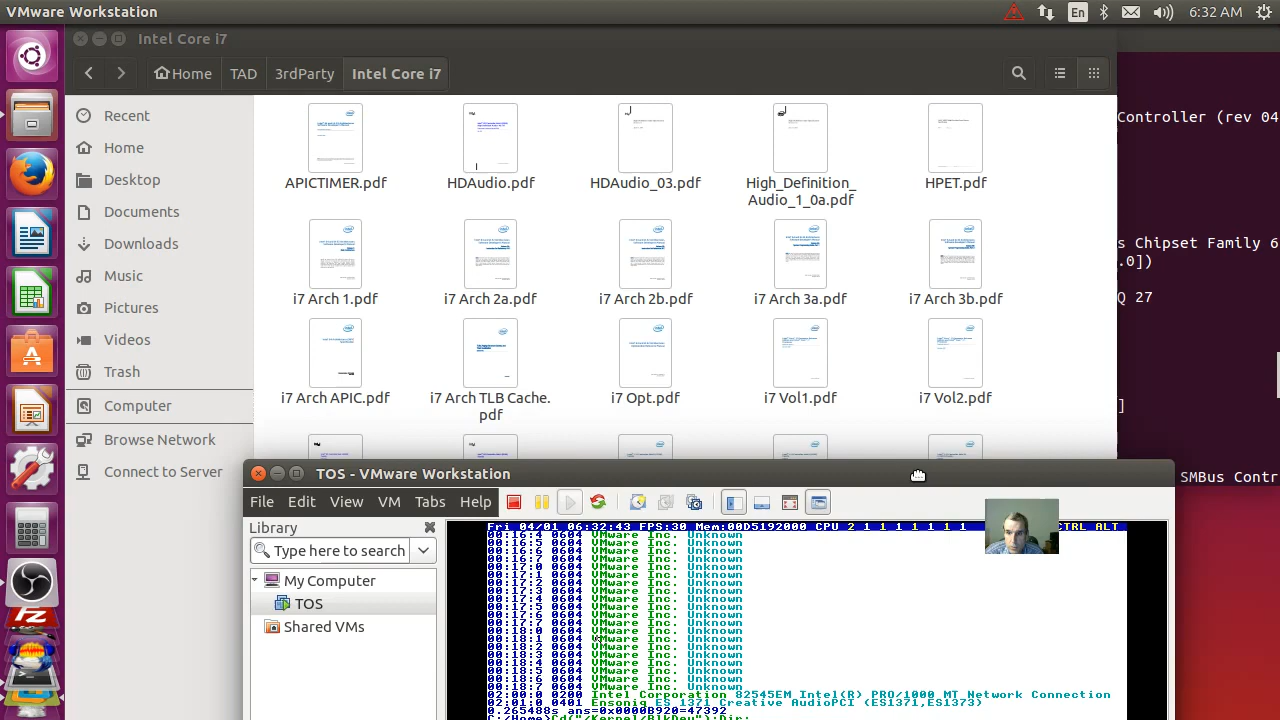 VMware Workstation
En
6:32 AM
Intel Core i7
Home
TAD
3rdParty
Intel Core i7
Recent
Home
Desktop
Documents
Downloads
Music
Pictures
Videos
Trash
Computer
Browse Network
Connect to Server
APICTIMER.pdf
HDAudio.pdf
HDAudio_03.pdf
High_Definition_
Audio_1_0a.pdf
HPET.pdf
i7 Arch 1.pdf
i7 Arch 2a.pdf
i7 Arch 2b.pdf
i7 Arch 3a.pdf
i7 Arch 3b.pdf
i7 Arch APIC.pdf
i7 Arch TLB Cache.
pdf
i7 Opt.pdf
i7 Vol1.pdf
i7 Vol2.pdf
Controller (rev 04
s Chipset Family 6
.0])
Q 27
]
SMBus Contr
TOS - VMware Workstation
File Edit View VM Tabs Help
Library
Type here to search
My Computer
TOS
Shared VMs
Fri 04/01 06:32:43 FPS:30 Mem:00D5192000 CPU 2 1 1 1 1 1 1 1 CTRL ALT
00:16:4 0604 VMware Inc. Unknown
00:16:5 0604 VMware Inc. Unknown
00:16:6 0604 VMware Inc. Unknown
00:16:7 0604 VMware Inc. Unknown
00:17:0 0604 VMware Inc. Unknown
00:17:1 0604 VMware Inc. Unknown
00:17:2 0604 VMware Inc. Unknown
00:17:3 0604 VMware Inc. Unknown
00:17:4 0604 VMware Inc. Unknown
00:17:5 0604 VMware Inc. Unknown
00:17:6 0604 VMware Inc. Unknown
00:17:7 0604 VMware Inc. Unknown
00:18:0 0604 VMware Inc. Unknown
00:18:1 0604 VMware Inc. Unknown
00:18:2 0604 VMware Inc. Unknown
00:18:3 0604 VMware Inc. Unknown
00:18:4 0604 VMware Inc. Unknown
00:18:5 0604 VMware Inc. Unknown
00:18:6 0604 VMware Inc. Unknown
00:18:7 0604 VMware Inc. Unknown
02:00:0 0200 Intel Corporation 82545EM Intel(R) PRO/1000 MT Network Connection
02:01:0 0401 Ensoniq ES 1371 Creative AudioPCI (ES1371,ES1373)
0.265488s ans=0x0000B920=47392
C:/Home>Cd("/Kernel/BlkDev");Dir;